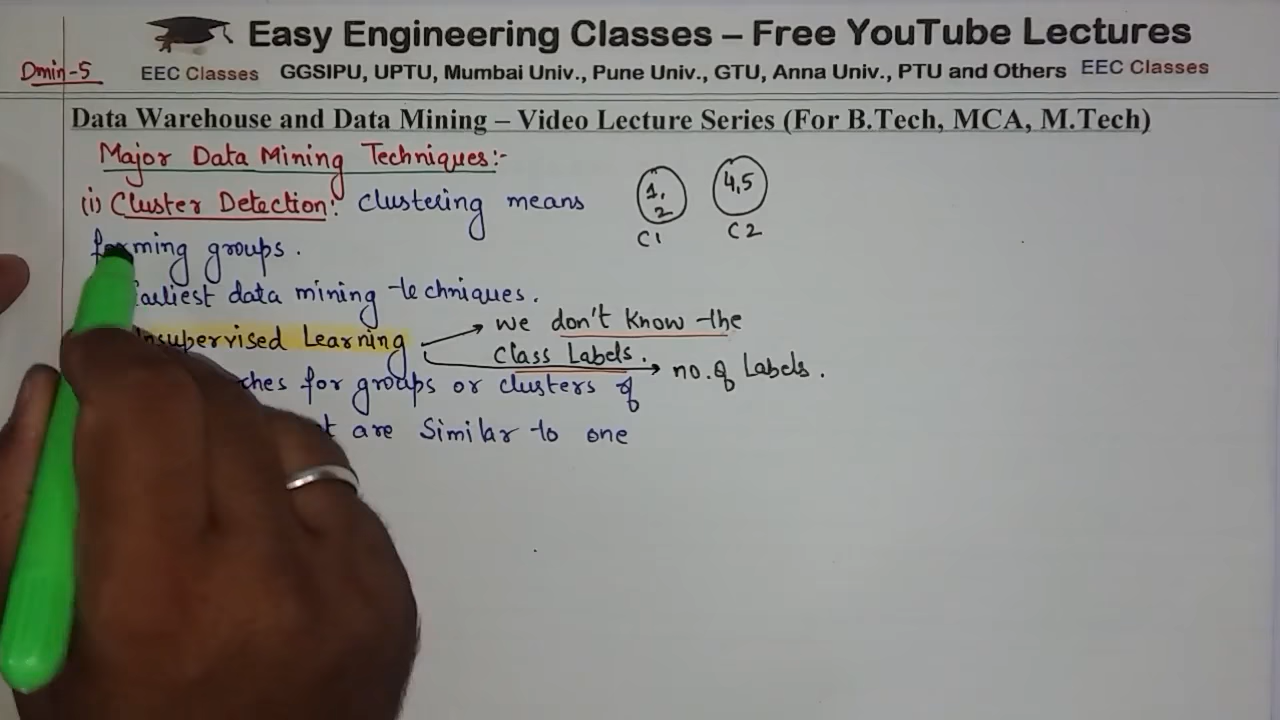 Easy Engineering Classes – Free YouTube Lectures
Dmin-5
EEC Classes GGSIPU, UPTU, Mumbai Univ., Pune Univ., GTU, Anna Univ., PTU and Others EEC Classes
Data Warehouse and Data Mining – Video Lecture Series (For B.Tech, MCA, M.Tech)
Major Data Mining Techniques:-
(i) Cluster Detection: clustering means
forming groups.
1, 2
C1
4,5
C2
Earliest data mining techniques.
Unsupervised Learning
we don't know the
Class Labels.
no. of Labels.
for groups or clusters of
are Similar to one